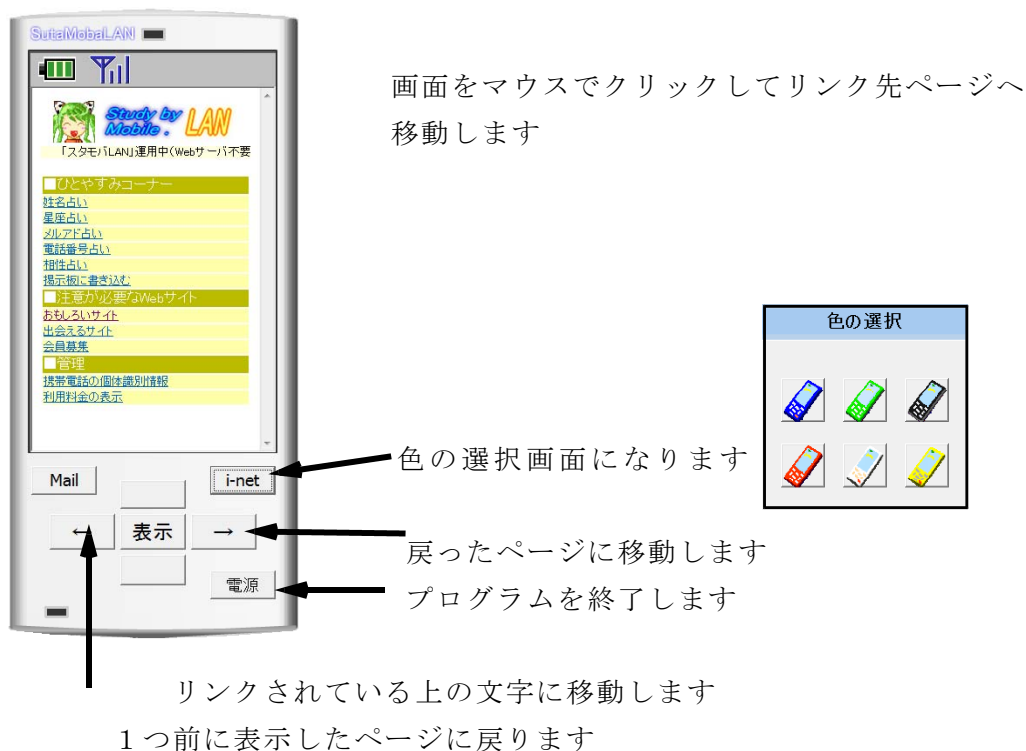 SutaMobaLAN
画面をマウスでクリックしてリンク先ページへ
移動します
Study by
Mobile . LAN
「スタモバLAN」運用中(Webサーバ不要
■ひとやすみコーナー
姓名占い
星座占い
メルアド占い
電話番号占い
相性占い
掲示板に書き込む
■注意が必要なWebサイト
おもしろいサイト
出会えるサイト
会員募集
■管理
携帯電話の個体識別情報
利用料金の表示
色の選択
Mail
i-net
色の選択画面になります
←
表示
→
戻ったページに移動します
電源
プログラムを終了します
リンクされている上の文字に移動します
1つ前に表示したページに戻ります